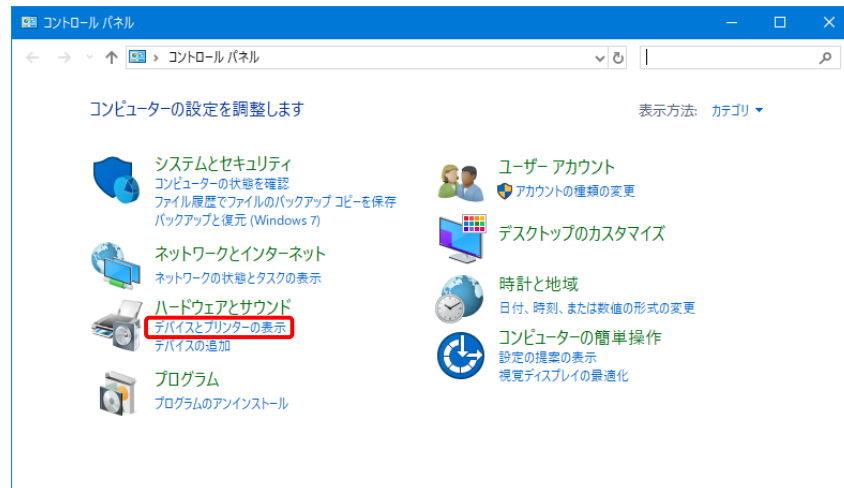 コントロール パネル
コントロール パネル
コンピューターの設定を調整します
表示方法: カテゴリ
システムとセキュリティ
コンピューターの状態を確認
ファイル履歴でファイルのバックアップ コピーを保存
バックアップと復元 (Windows 7)
ネットワークとインターネット
ネットワークの状態とタスクの表示
ハードウェアとサウンド
デバイスとプリンターの表示
デバイスの追加
プログラム
プログラムのアンインストール
ユーザー アカウント
アカウントの種類の変更
デスクトップのカスタマイズ
時計と地域
日付、時刻、または数値の形式の変更
コンピューターの簡単操作
設定の提案の表示
視覚ディスプレイの最適化